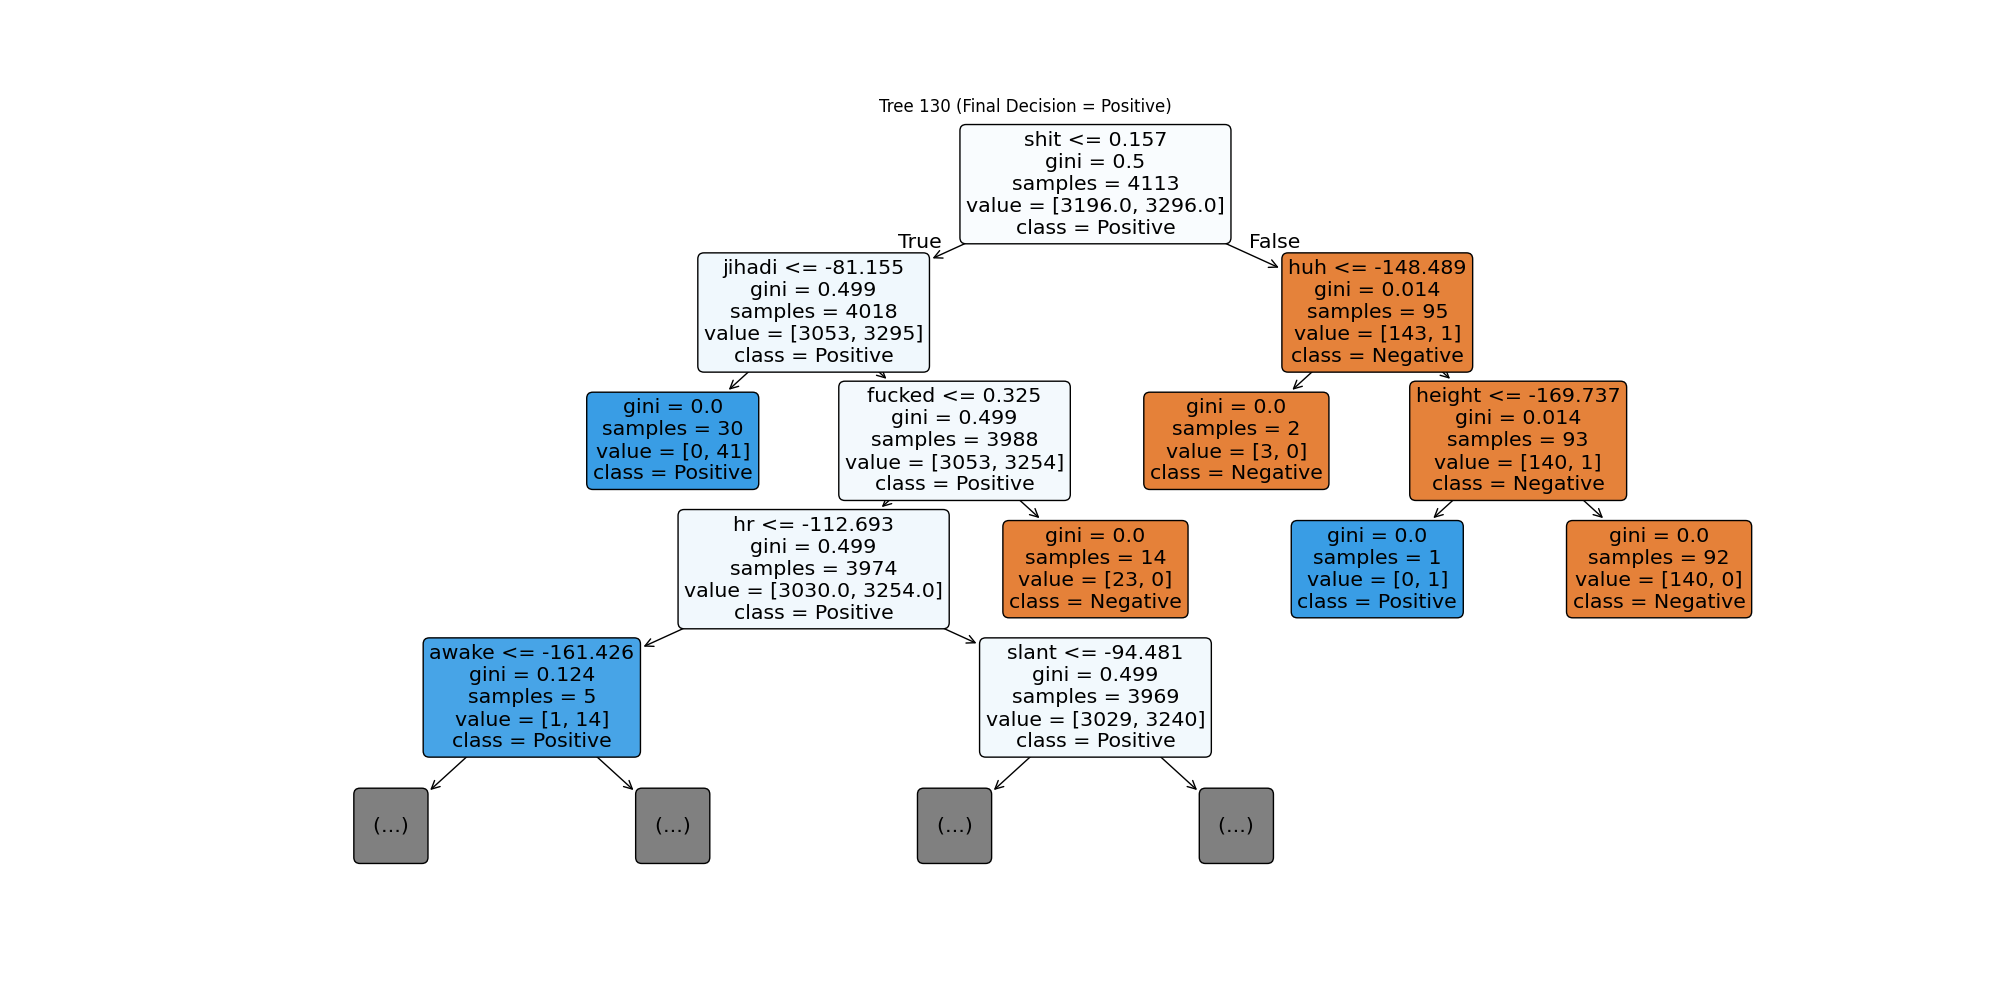 Tree 130 (Final Decision = Positive)
shit <= 0.157
gini = 0.5
samples = 4113
value = [3196.0, 3296.0]
class = Positive
True
False
jihadi <= -81.155
gini = 0.499
samples = 4018
value = [3053, 3295]
class = Positive
huh <= -148.489
gini = 0.014
samples = 95
value = [143, 1]
class = Negative
gini = 0.0
samples = 30
value = [0, 41]
class = Positive
fucked <= 0.325
gini = 0.499
samples = 3988
value = [3053, 3254]
class = Positive
gini = 0.0
samples = 2
value = [3, 0]
class = Negative
height <= -169.737
gini = 0.014
samples = 93
value = [140, 1]
class = Negative
hr <= -112.693
gini = 0.499
samples = 3974
value = [3030.0, 3254.0]
class = Positive
gini = 0.0
samples = 14
value = [23, 0]
class = Negative
gini = 0.0
samples = 1
value = [0, 1]
class = Positive
gini = 0.0
samples = 92
value = [140, 0]
class = Negative
awake <= -161.426
gini = 0.124
samples = 5
value = [1, 14]
class = Positive
slant <= -94.481
gini = 0.499
samples = 3969
value = [3029, 3240]
class = Positive
(...)
(...)
(...)
(...)